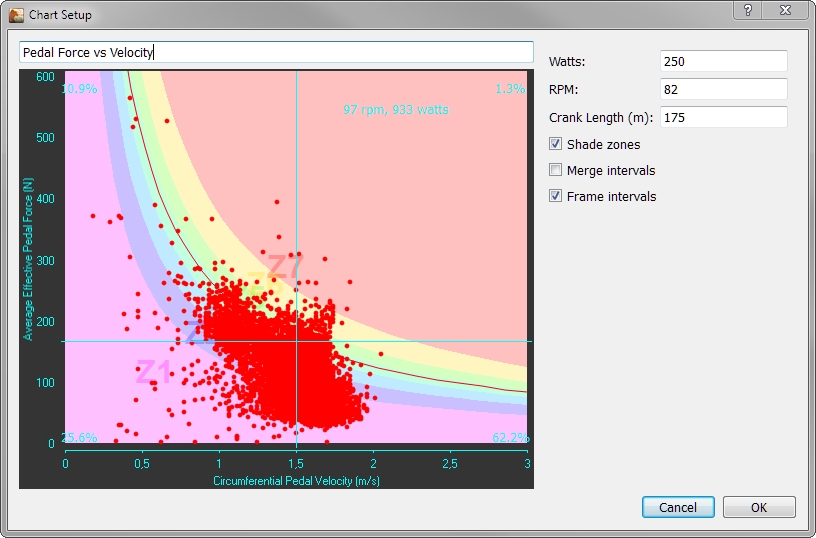 Chart Setup
Pedal Force vs Velocity
Watts: 250
RPM: 82
Crank Length (m): 175
Shade zones
Merge intervals
Frame intervals
600
10.9%
1.3%
97 rpm, 933 watts
500
400
300
Z7
200
Average Effective Pedal Force (N)
Z1
100
25.6%
62.2%
0
0
0,5
1
1,5
2
2,5
3
Circumferential Pedal Velocity (m/s)
Cancel
OK